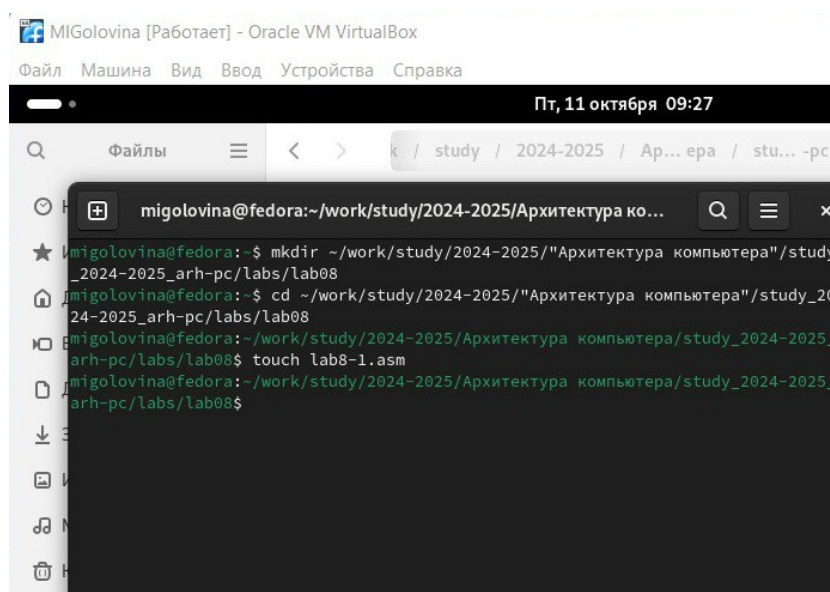 MIGolovina [Работает] - Oracle VM VirtualBox
Файл Машина Вид Ввод Устройства Справка
Пт, 11 октября 09:27
Файлы k / study / 2024-2025 / Ap... ера / stu... -pc
migolovina@fedora:~/work/study/2024-2025/Архитектура ко...
migolovina@fedora:~$ mkdir ~/work/study/2024-2025/"Архитектура компьютера"/study
_2024-2025_arh-pc/labs/lab08
migolovina@fedora:~$ cd ~/work/study/2024-2025/"Архитектура компьютера"/study_20
24-2025_arh-pc/labs/lab08
migolovina@fedora:~/work/study/2024-2025/Архитектура компьютера/study_2024-2025_
arh-pc/labs/lab08$ touch lab8-1.asm
migolovina@fedora:~/work/study/2024-2025/Архитектура компьютера/study_2024-2025_
arh-pc/labs/lab08$